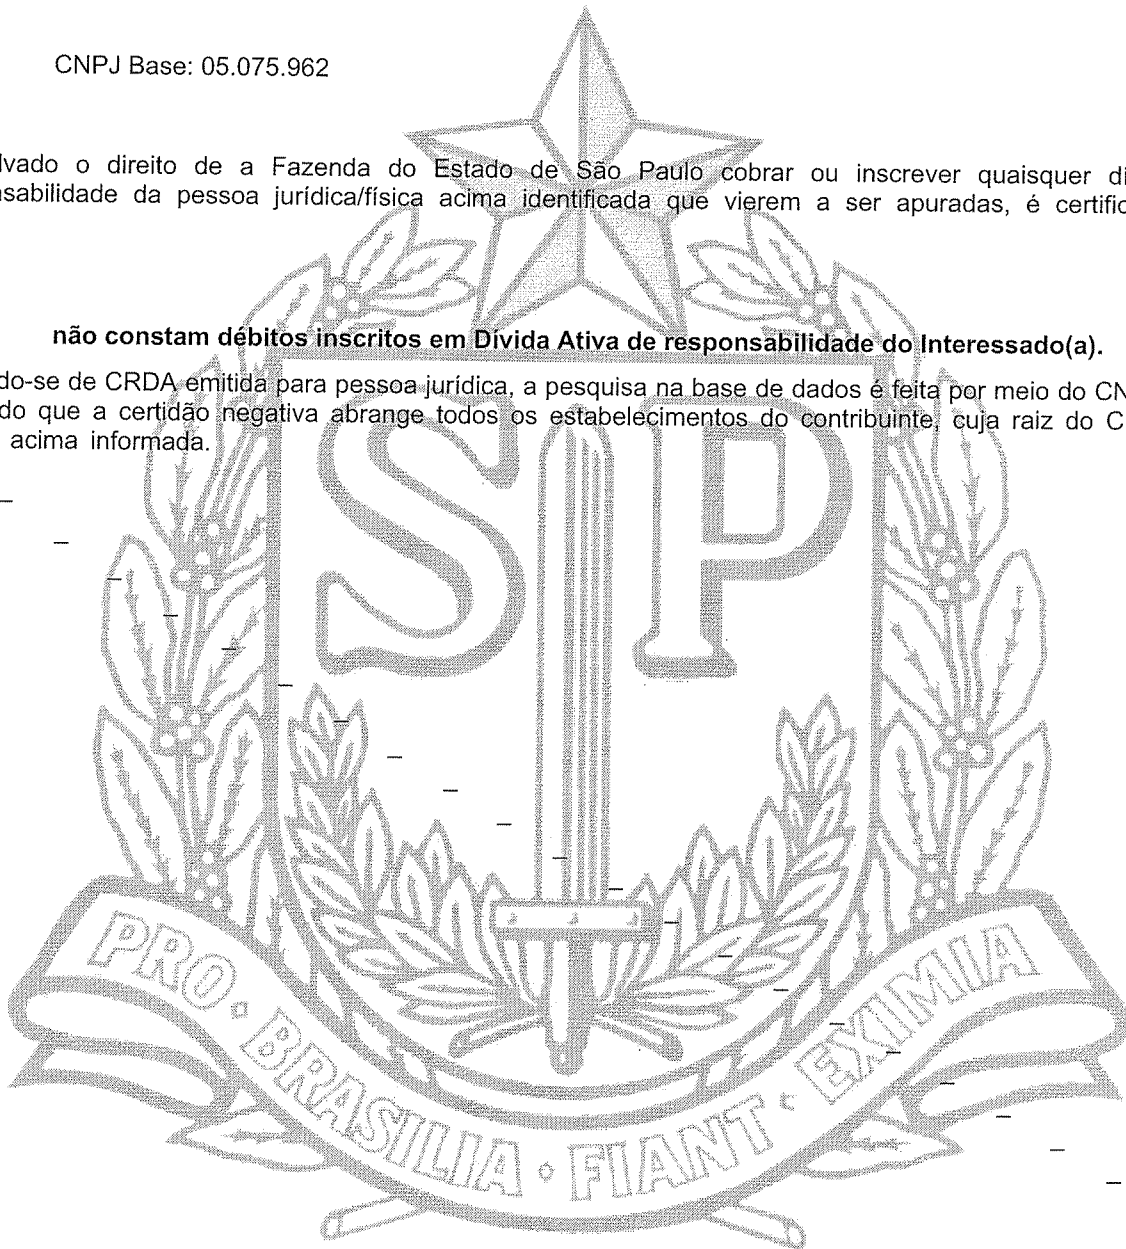 CNPJ Base: 05.075.962
lvado o direito de a Fazenda do Estado de São Paulo cobrar ou inscrever quaisquer dí
nsabilidade da pessoa jurídica/física acima identificada que vierem a ser apuradas, é certific
não constam débitos inscritos em Dívida Ativa de responsabilidade do Interessado(a).
do-se de CRDA emitida para pessoa jurídica, a pesquisa na base de dados é feita por meio do CN
do que a certidão negativa abrange todos os estabelecimentos do contribuinte, cuja raiz do C
acima informada.
SP
PRO · BRASILIA · FIANT · EXIMIA